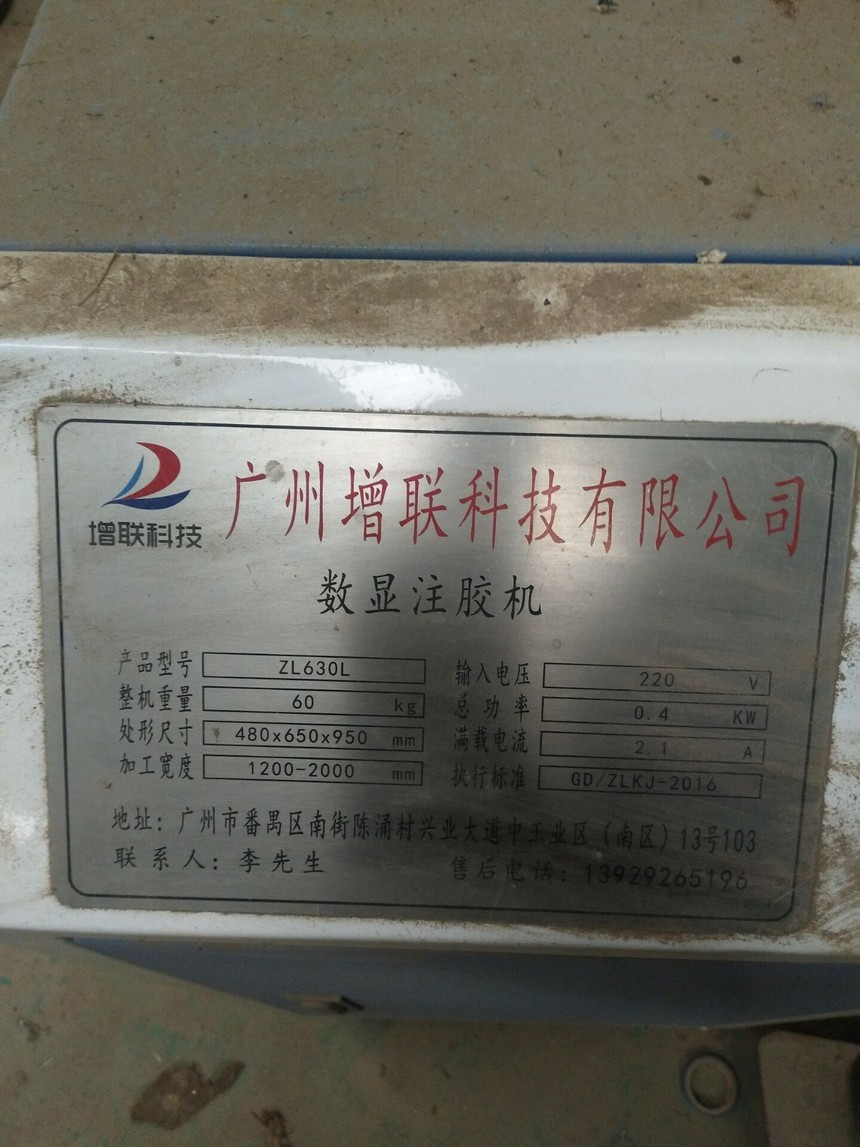 增联科技
广州增联科技有限公司
数显注胶机
产品型号 ZL630L 输入电压 220 V
整机重量 60 kg 总功率 0.4 KW
处形尺寸 480x650x950 mm 满载电流 2.1 A
加工宽度 1200-2000 mm 执行标准 GD/ZLKJ-2016
地址：广州市番禺区南街陈涌村兴业大道中工业区(南区)13号103
联系人：李先生 售后电话：13929265196